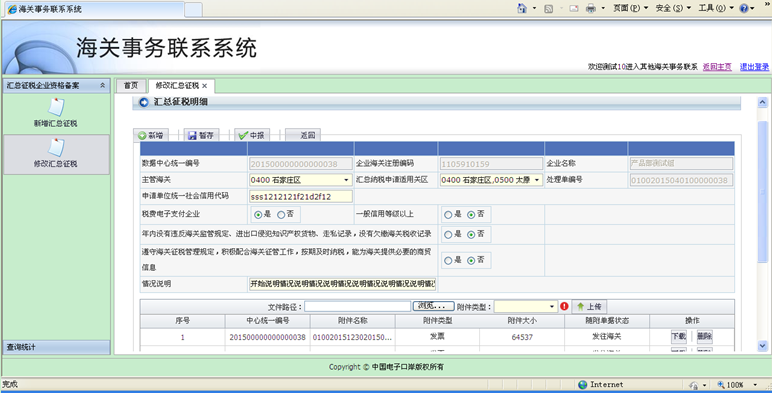 海关事务联系系统
页面(P) 安全(S) 工具(O)
海关事务联系系统
欢迎测试10进入其他海关事务联系 返回主页 退出登录
汇总征税企业资格备案
新增汇总征税
修改汇总征税
查询统计
首页 修改汇总征税 ×
汇总征税明细
新增 暂存 申报 返回
数据中心统一编号 201500000000000038 企业海关注册编码 1105910159 企业名称 产品部测试组
主管海关 0400 石家庄区 汇总纳税申请适用关区 0400 石家庄区,0500 太原 处理单编号 01002015040100000038
申请单位统一社会信用代码 sss1212121f21d2f12
税费电子支付企业 是 否 一般信用等级以上 是 否
年内没有违反海关监管规定、进出口侵犯知识产权货物、走私记录,没有欠缴海关税收记录 是 否
遵守海关征税管理规定,积极配合海关征管工作,按期及时纳税,能为海关提供必要的商贸
信息 是 否
情况说明 开始说明情况说明情况说明情况说明情况说明情况说明情
文件路径: 浏览... 附件类型: 上传
序号 中心统一编号 附件名称 附件类型 附件大小 随附单据状态 操作
1 201500000000000038 01002015123020150... 发票 64537 发往海关 下载 删除
Copyright © 中国电子口岸版权所有
完成 Internet 100%